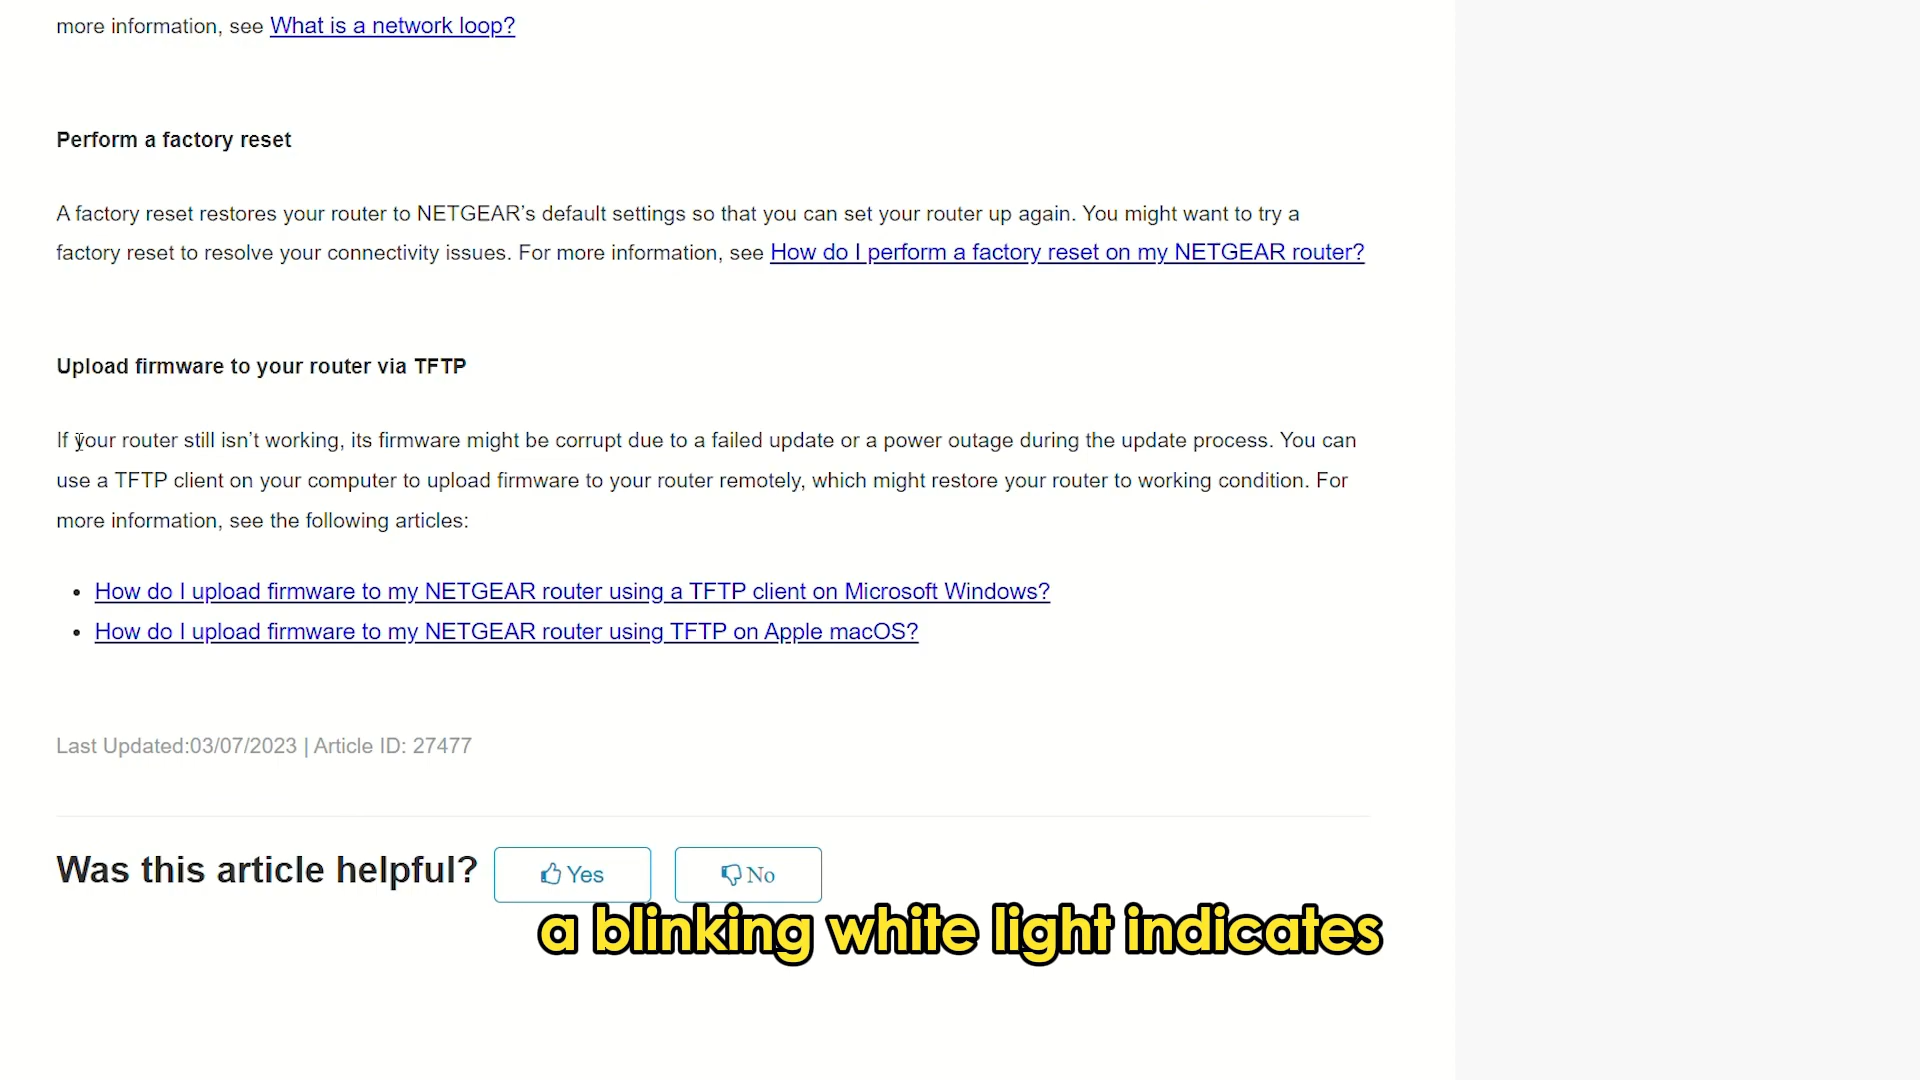 more information, see What is a network loop?
Perform a factory reset
A factory reset restores your router to NETGEAR’s default settings so that you can set your router up again. You might want to try a
factory reset to resolve your connectivity issues. For more information, see How do I perform a factory reset on my NETGEAR router?
Upload firmware to your router via TFTP
If your router still isn’t working, its firmware might be corrupt due to a failed update or a power outage during the update process. You can
use a TFTP client on your computer to upload firmware to your router remotely, which might restore your router to working condition. For
more information, see the following articles:
• How do I upload firmware to my NETGEAR router using a TFTP client on Microsoft Windows?
• How do I upload firmware to my NETGEAR router using TFTP on Apple macOS?
Last Updated:03/07/2023 | Article ID: 27477
Was this article helpful? Yes No
a blinking white light indicates